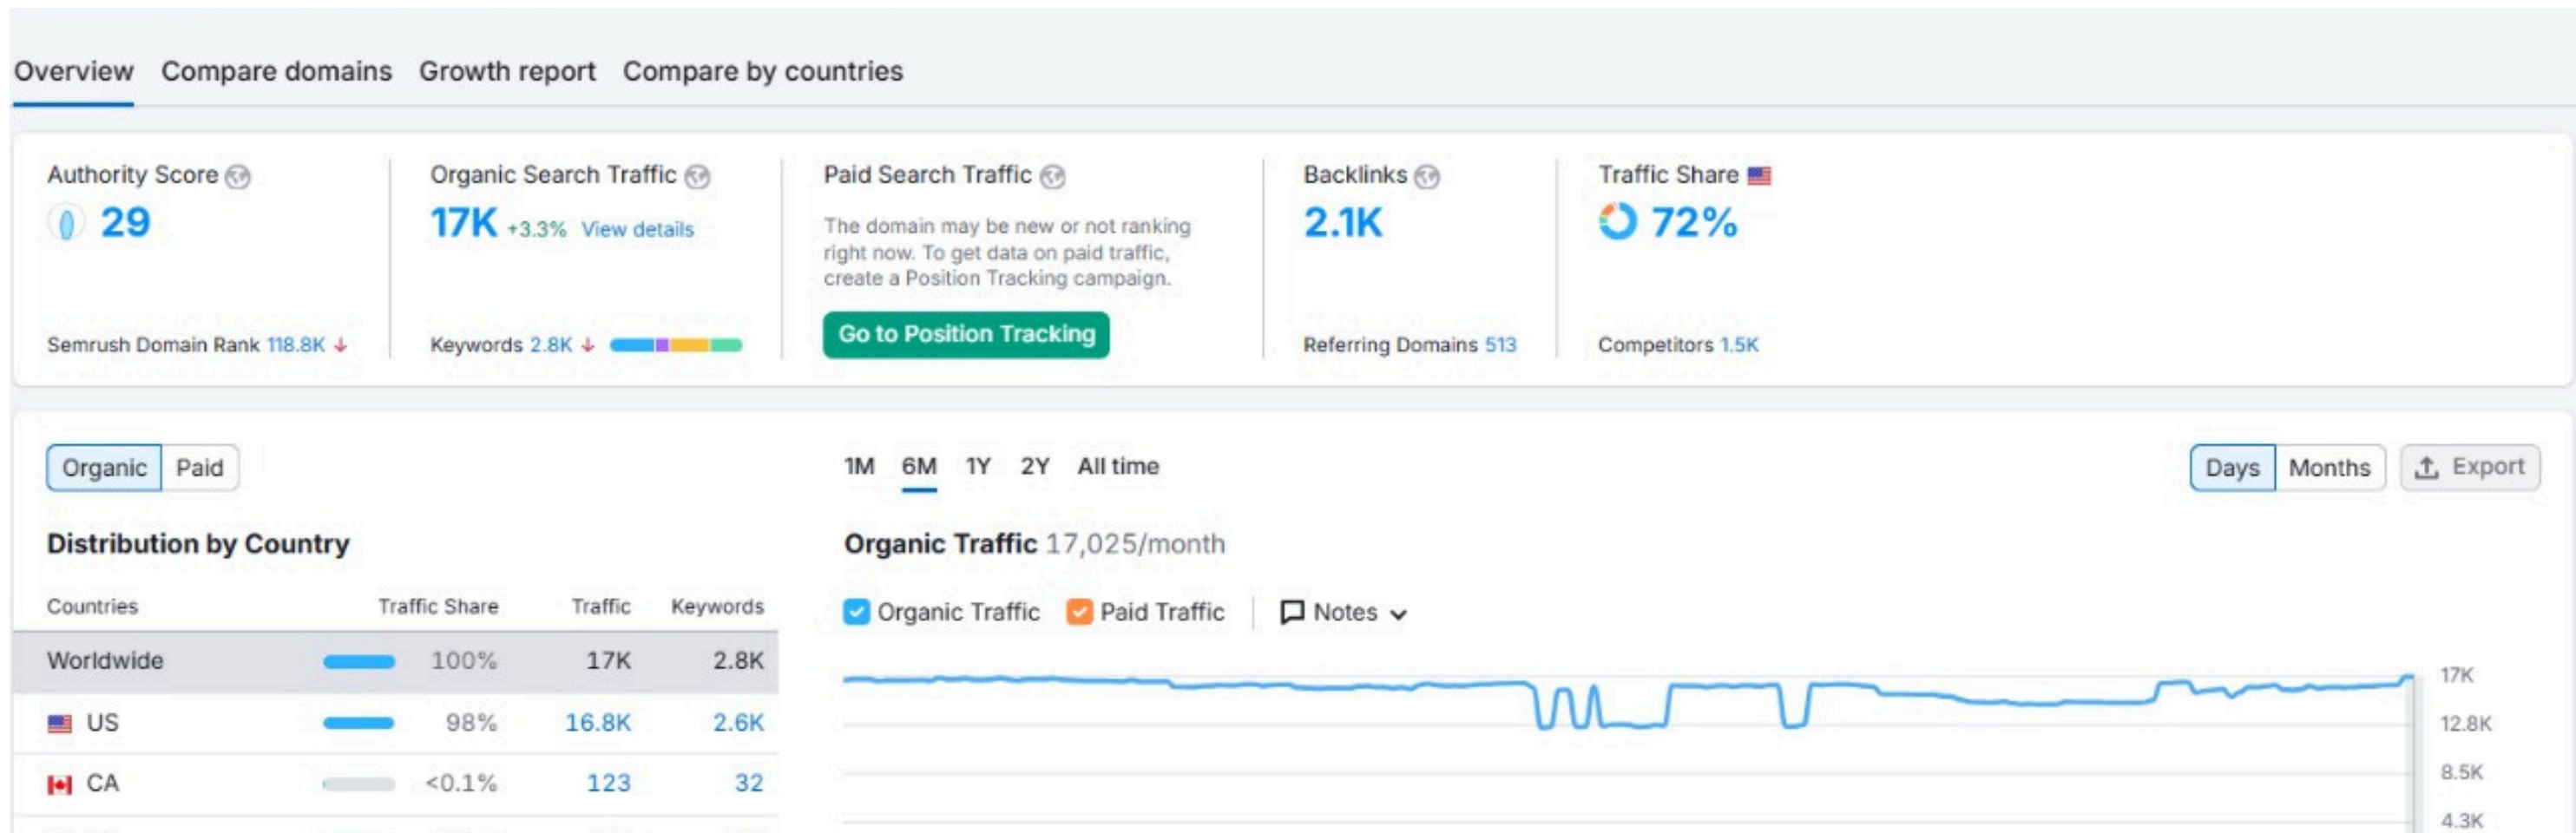 Overview Compare domains Growth report Compare by countries
Authority Score
29
Semrush Domain Rank 118.8K ↓
Organic Search Traffic
17K +3.3% View details
Keywords 2.8K ↓
Paid Search Traffic
The domain may be new or not ranking
right now. To get data on paid traffic,
create a Position Tracking campaign.
Go to Position Tracking
Backlinks
2.1K
Referring Domains 513
Traffic Share
72%
Competitors 1.5K
Organic Paid
Distribution by Country
Countries Traffic Share Traffic Keywords
Worldwide 100% 17K 2.8K
US 98% 16.8K 2.6K
CA <0.1% 123 32
1M 6M 1Y 2Y All time
Days Months Export
Organic Traffic 17,025/month
Organic Traffic Paid Traffic Notes
17K
12.8K
8.5K
4.3K